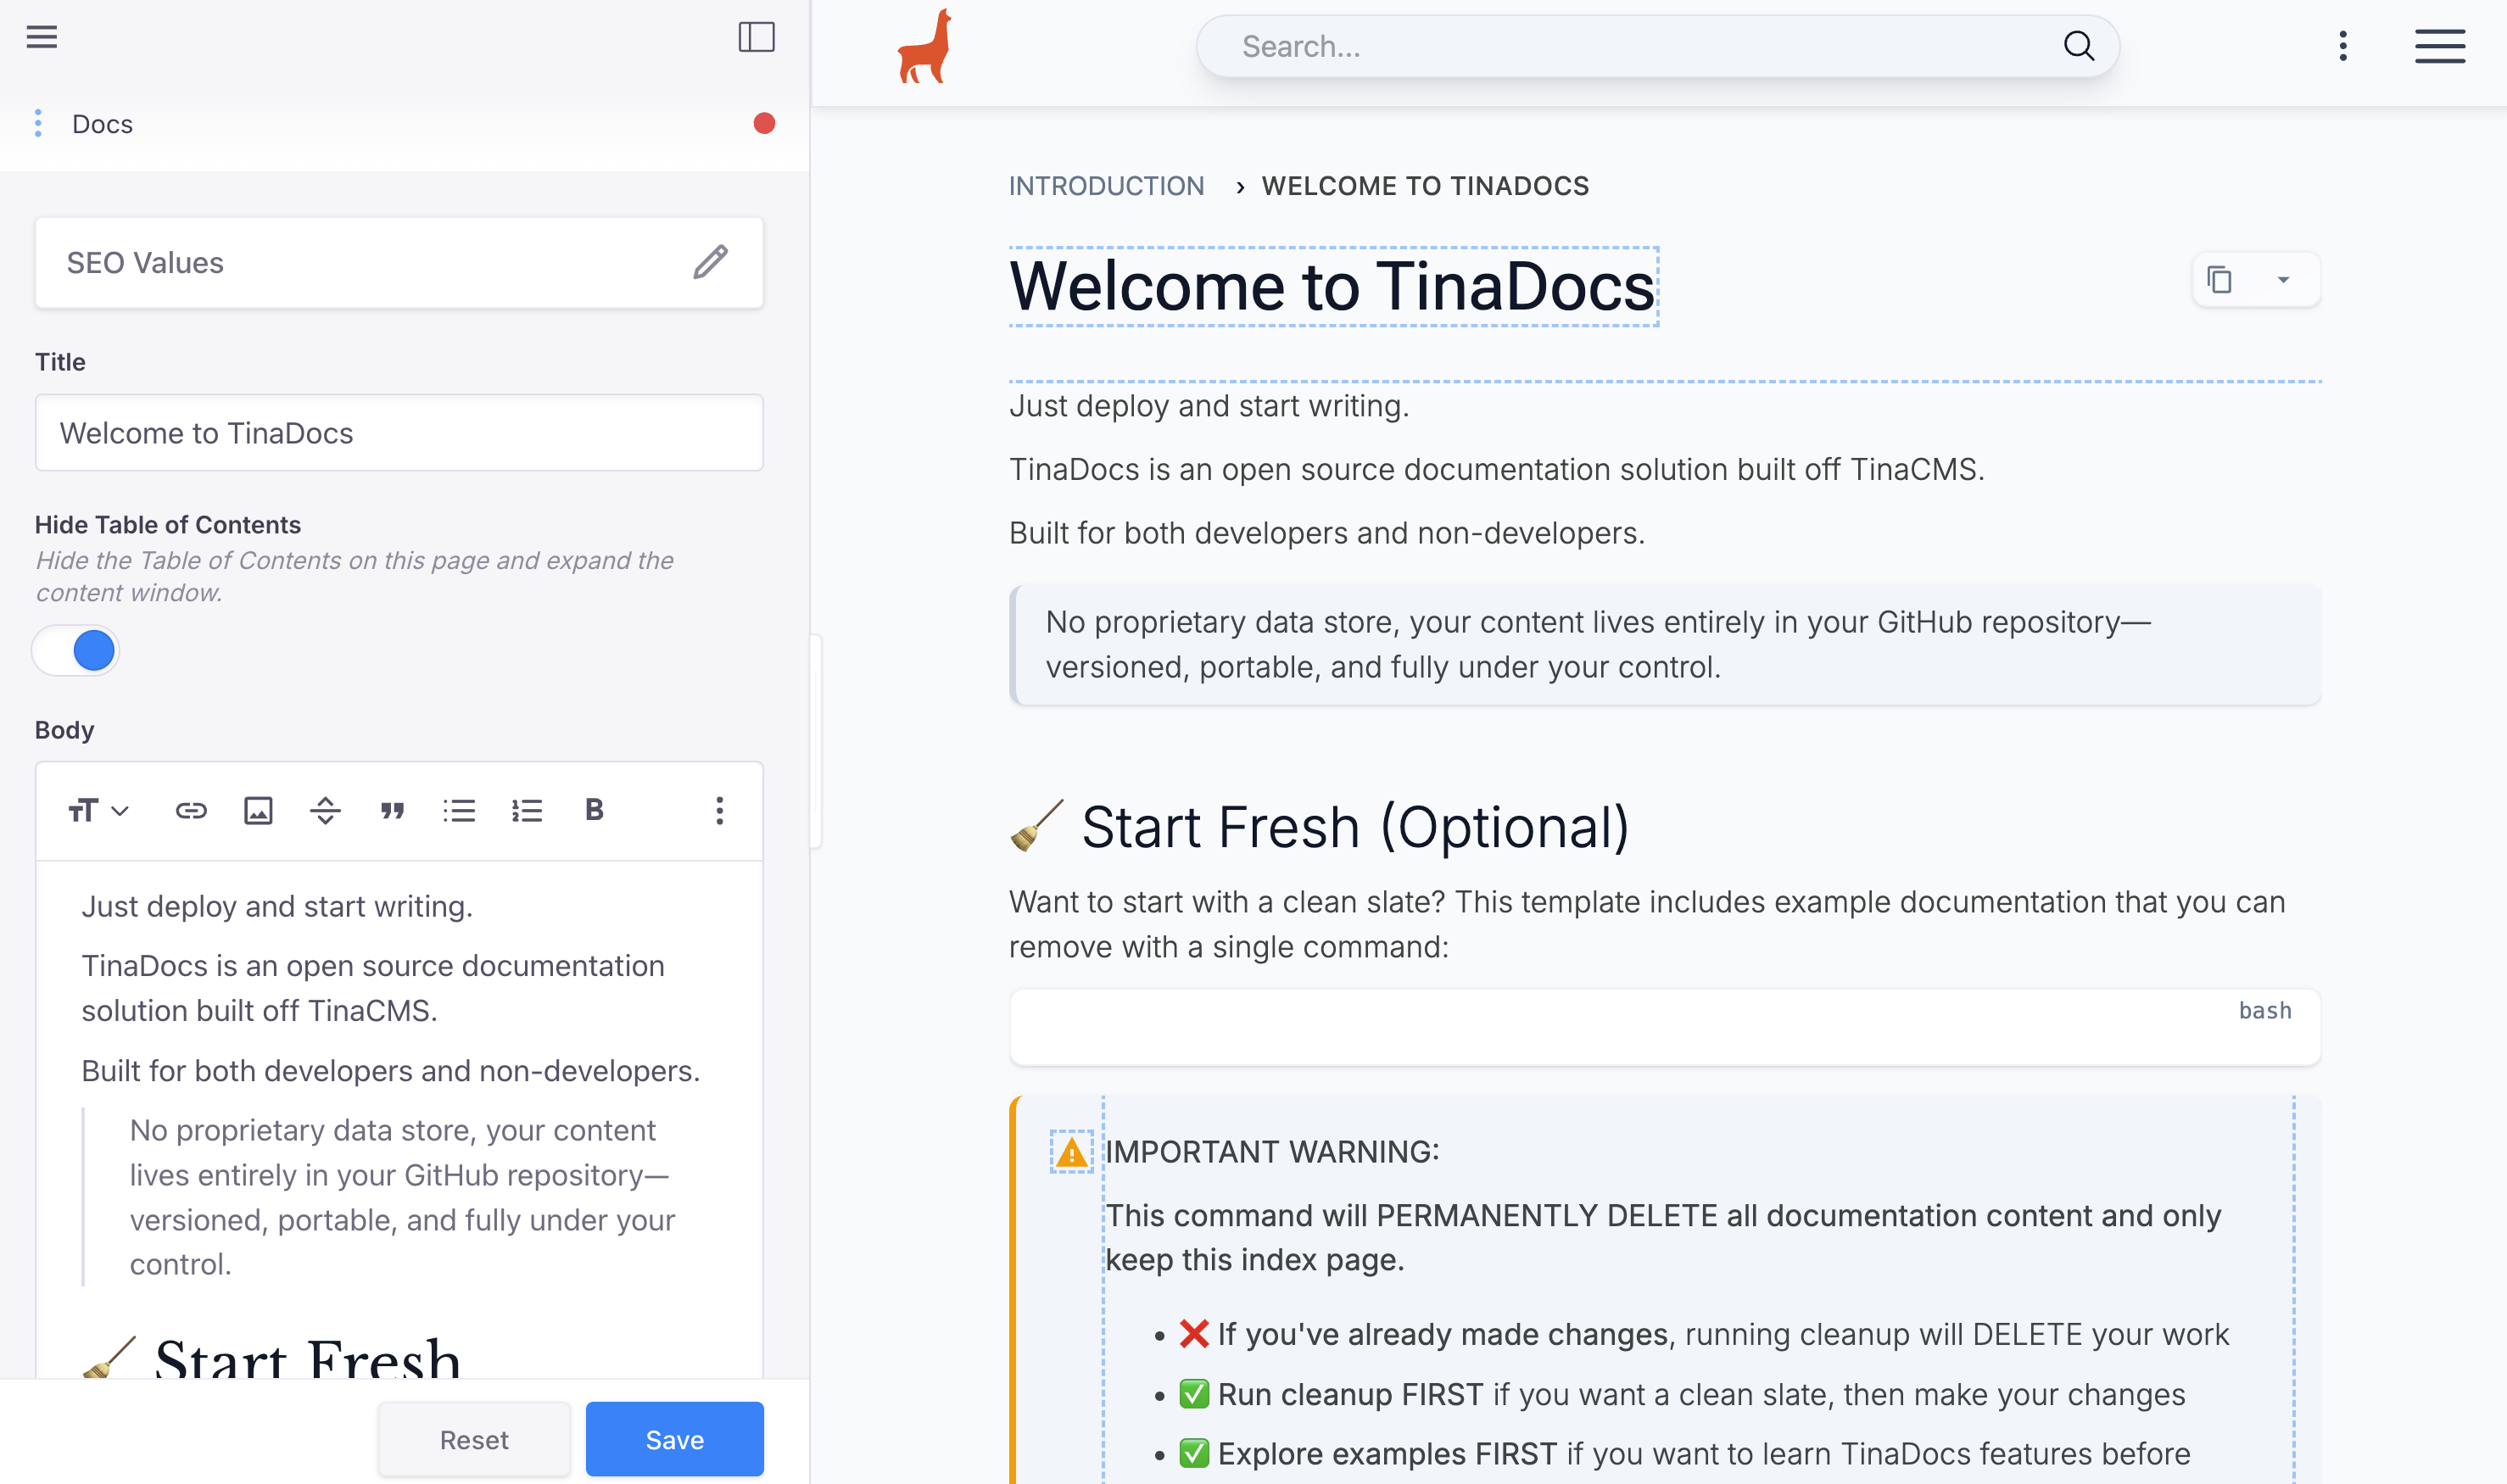 Docs
SEO Values
Title
Welcome to TinaDocs
Hide Table of Contents
Hide the Table of Contents on this page and expand the
content window.
Body
Just deploy and start writing.
TinaDocs is an open source documentation
solution built off TinaCMS.
Built for both developers and non-developers.
No proprietary data store, your content
lives entirely in your GitHub repository—
versioned, portable, and fully under your
control.
🧹 Start Fresh
Reset
Save
Search...
INTRODUCTION › WELCOME TO TINADOCS
Welcome to TinaDocs
Just deploy and start writing.
TinaDocs is an open source documentation solution built off TinaCMS.
Built for both developers and non-developers.
No proprietary data store, your content lives entirely in your GitHub repository—
versioned, portable, and fully under your control.
🧹 Start Fresh (Optional)
Want to start with a clean slate? This template includes example documentation that you can
remove with a single command:
bash
IMPORTANT WARNING:
This command will PERMANENTLY DELETE all documentation content and only
keep this index page.
• ❌ If you've already made changes, running cleanup will DELETE your work
• ✅ Run cleanup FIRST if you want a clean slate, then make your changes
• ✅ Explore examples FIRST if you want to learn TinaDocs features before